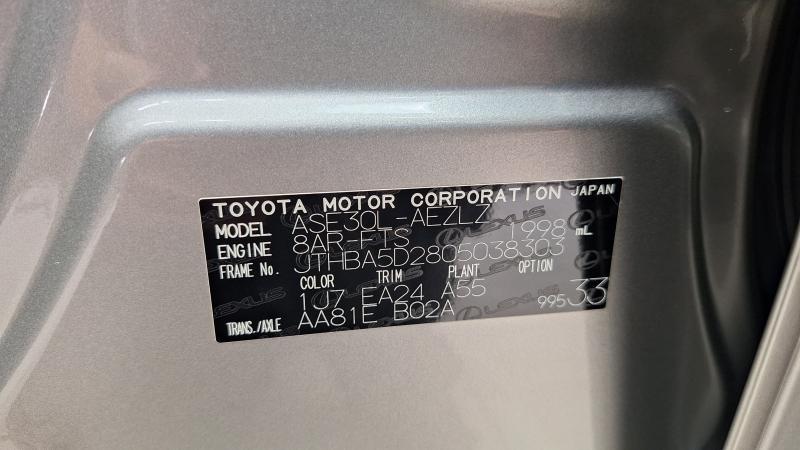 TOYOTA MOTOR CORPORATION JAPAN
MODEL ASE30L-AEZLZ
ENGINE 8AR-FTS 1998 mL
FRAME No. JTHBA5D2805038303
COLOR TRIM PLANT OPTION
1J7 EA24 A55
TRANS./AXLE AA81E B02A 995 33